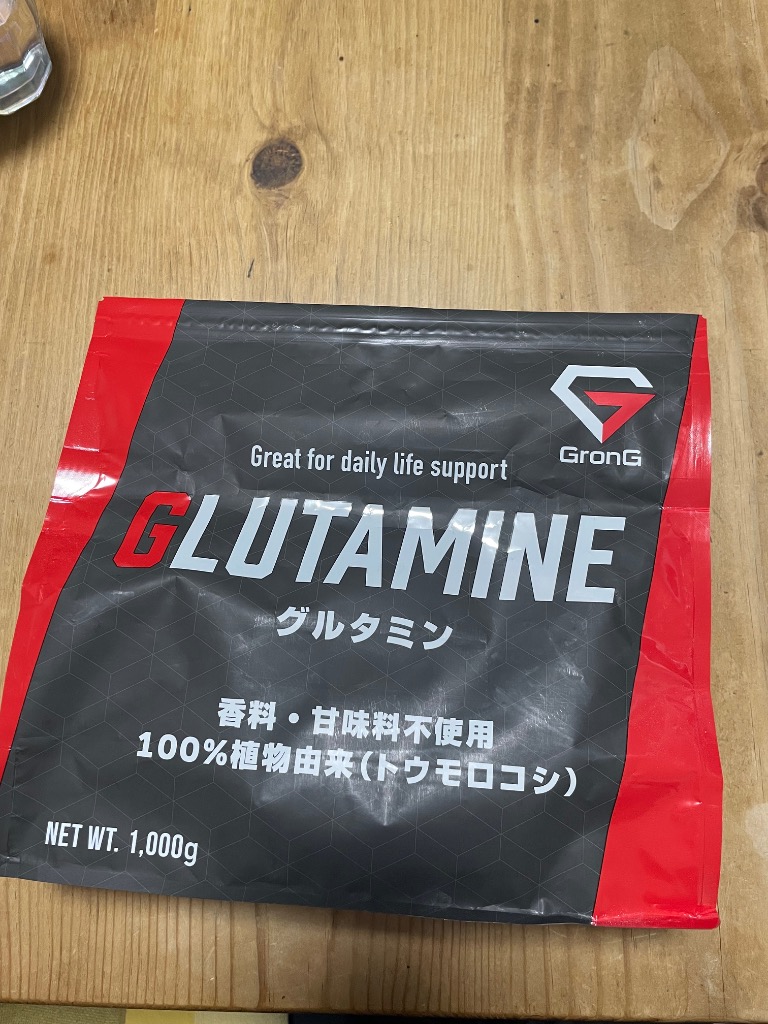 GronG
Great for daily life support
GLUTAMINE
グルタミン
香料・甘味料不使用
100%植物由来(トウモロコシ)
NET WT. 1,000g